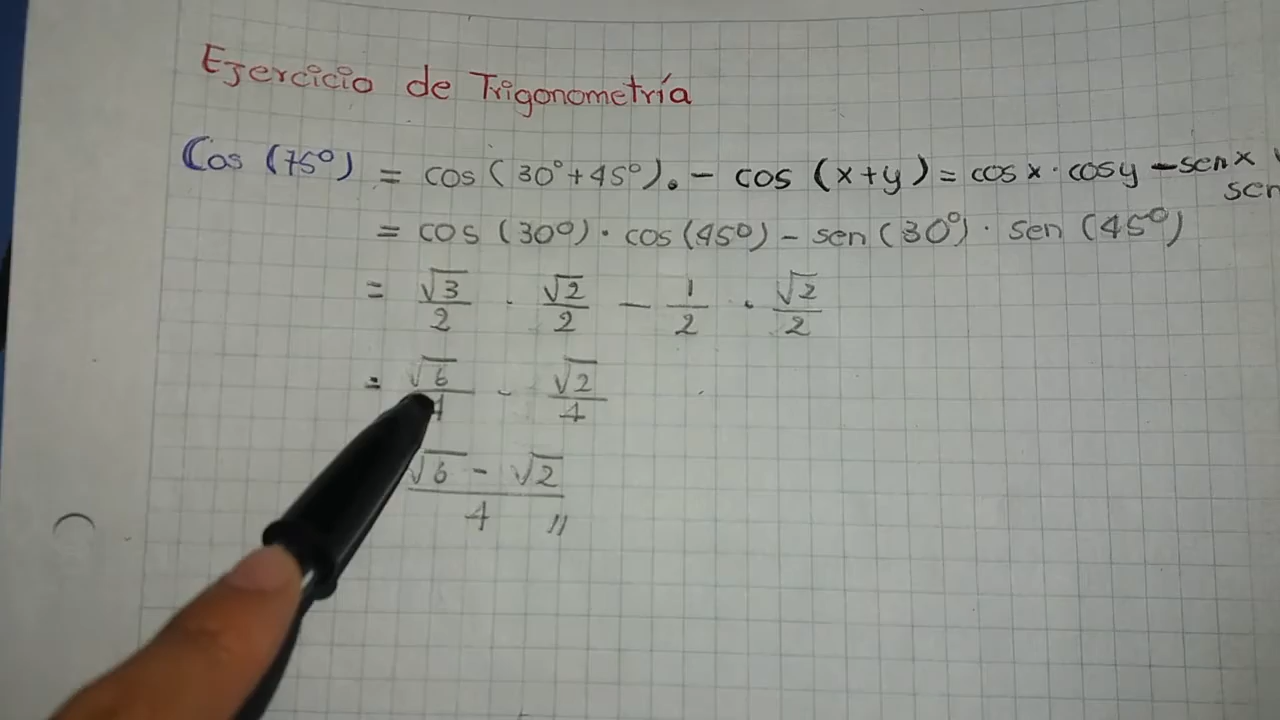 Ejercicio de Trigonometría
Cos (75°) = cos (30° + 45°). - cos (x+y) = cos x · cos y - sen x
sen
= cos (30°) · cos (45°) - sen (30°) · sen (45°)
= √3/2 · √2/2 - 1/2 · √2/2
= √6/4 - √2/4
√6 - √2/4 //